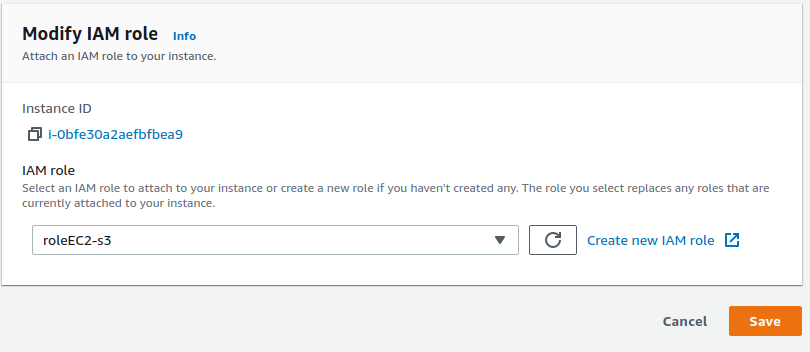 Modify IAM role Info
Attach an IAM role to your instance.
Instance ID
i-0bfe30a2aefbfbea9
IAM role
Select an IAM role to attach to your instance or create a new role if you haven't created any. The role you select replaces any roles that are
currently attached to your instance.
roleEC2-s3 Create new IAM role
Cancel Save